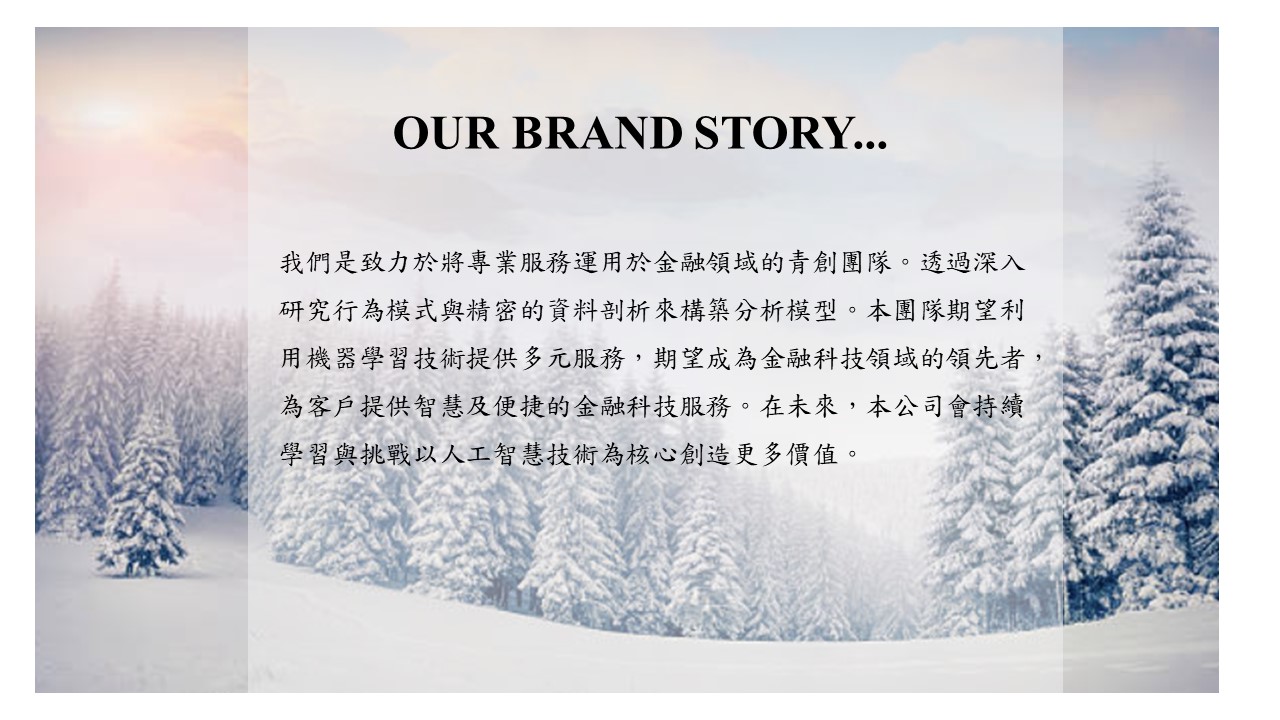 OUR BRAND STORY...
我們是致力於將專業服務運用於金融領域的青創團隊。透過深入
研究行為模式與精密的資料剖析來構築分析模型。本團隊期望利
用機器學習技術提供多元服務，期望成為金融科技領域的領先者，
為客戶提供智慧及便捷的金融科技服務。在未來，本公司會持續
學習與挑戰以人工智慧技術為核心創造更多價值。